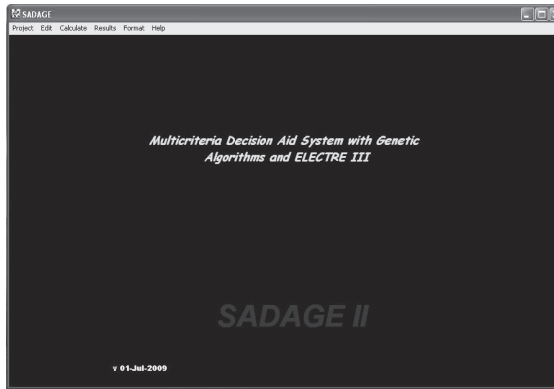 SADAGE
Project Edit Calculate Results Format Help
Multicriteria Decision Aid System with Genetic
Algorithms and ELECTRE III
SADAGE II
v 01-Jul-2009